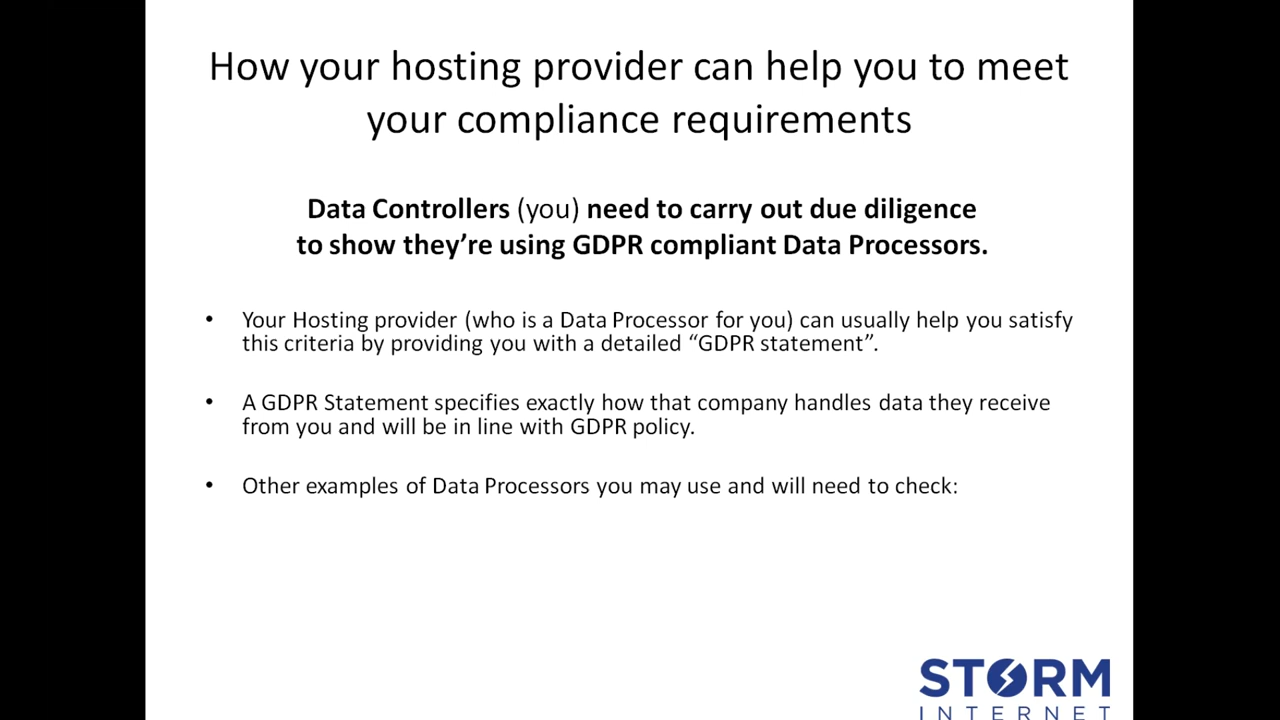 How your hosting provider can help you to meet
your compliance requirements
Data Controllers (you) need to carry out due diligence
to show they’re using GDPR compliant Data Processors.
• Your Hosting provider (who is a Data Processor for you) can usually help you satisfy
this criteria by providing you with a detailed “GDPR statement”.
• A GDPR Statement specifies exactly how that company handles data they receive
from you and will be in line with GDPR policy.
• Other examples of Data Processors you may use and will need to check:
STORM
INTERNET